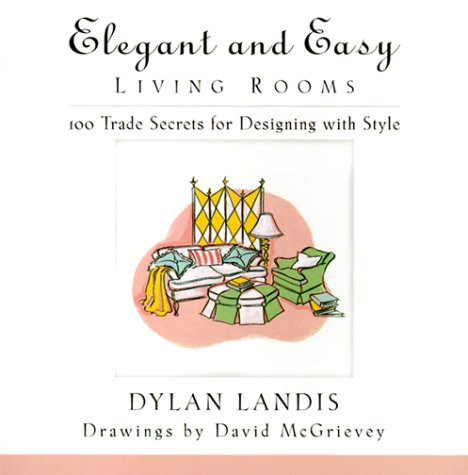 Elegant and Easy
LIVING ROOMS
100 Trade Secrets for Designing with Style
DYLAN LANDIS
Drawings by David McGrievey